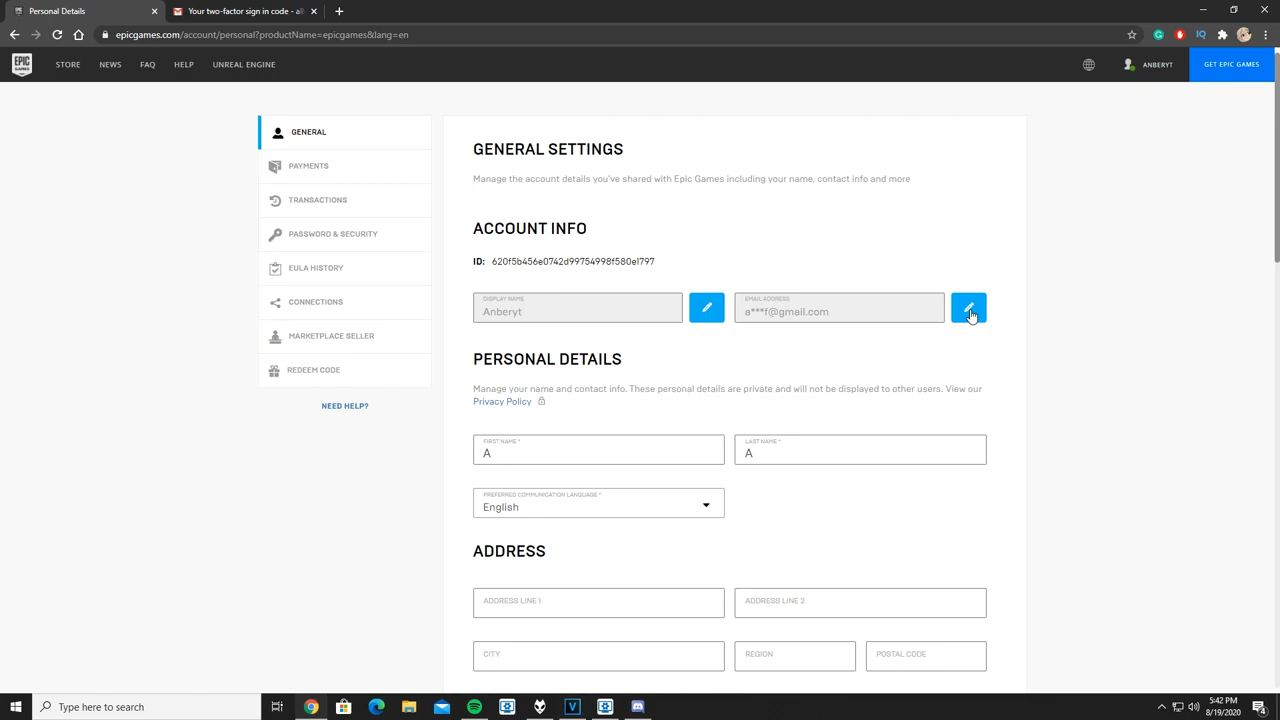 Personal Details
Your two-factor sign in code - a
epicgames.com/account/personal?productName=epicgames&lang=en
EPIC GAMES
STORE
NEWS
FAQ
HELP
UNREAL ENGINE
ANBERYT
GET EPIC GAMES
GENERAL
PAYMENTS
TRANSACTIONS
PASSWORD & SECURITY
EULA HISTORY
CONNECTIONS
MARKETPLACE SELLER
REDEEM CODE
NEED HELP?
GENERAL SETTINGS
Manage the account details you've shared with Epic Games including your name, contact info and more
ACCOUNT INFO
ID: 620f5b456e0742d99754998f580e1797
DISPLAY NAME
Anberyt
EMAIL ADDRESS
a***f@gmail.com
PERSONAL DETAILS
Manage your name and contact info. These personal details are private and will not be displayed to other users. View our
Privacy Policy
FIRST NAME *
A
LAST NAME *
A
PREFERRED COMMUNICATION LANGUAGE *
English
ADDRESS
ADDRESS LINE 1
ADDRESS LINE 2
CITY
REGION
POSTAL CODE
Type here to search
5:42 PM
8/19/2020